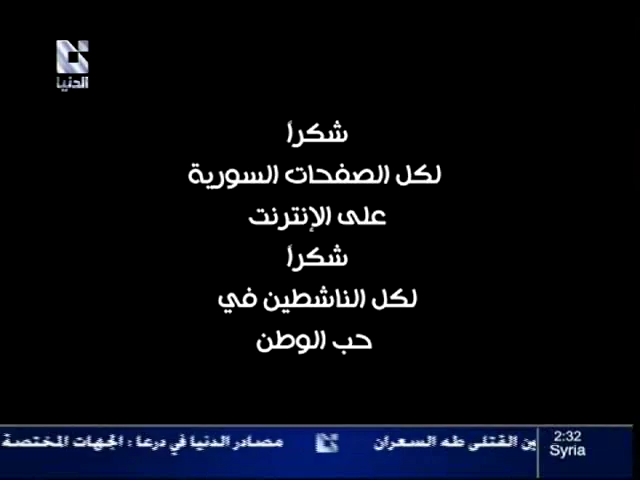 الدنيا
شكراً
لكل الصفحات السورية
على الإنترنت
شكراً
لكل الناشطين في
حب الوطن
ين القتلى طه السعران
مصادر الدنيا في درعا : الجهات المختصة
2:32
Syria